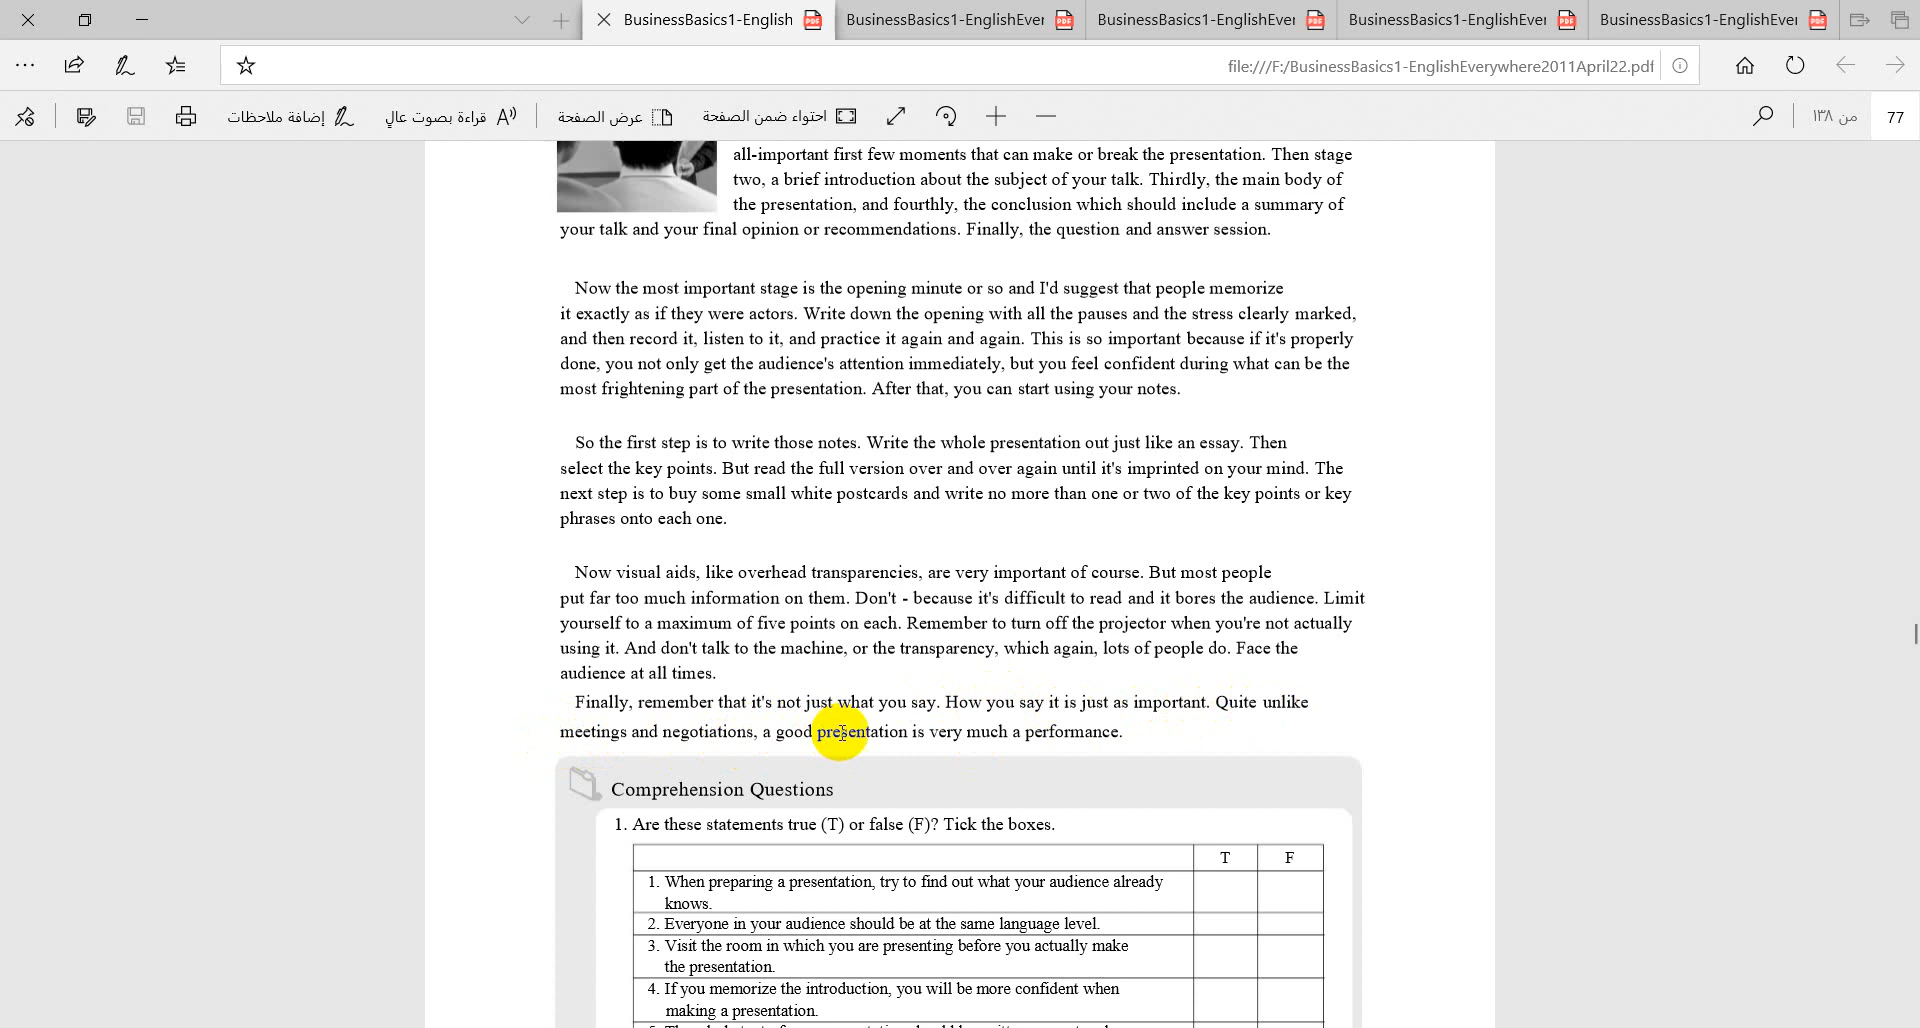 BusinessBasics1-English
BusinessBasics1-EnglishEver
BusinessBasics1-EnglishEver
BusinessBasics1-EnglishEver
BusinessBasics1-EnglishEver
file:///F:/BusinessBasics1-EnglishEverywhere2011April22.pdf
إضافة ملاحظات
قراءة بصوت عالٍ
عرض الصفحة
احتواء ضمن الصفحة
77 من ١٣٨
all-important first few moments that can make or break the presentation. Then stage
two, a brief introduction about the subject of your talk. Thirdly, the main body of
the presentation, and fourthly, the conclusion which should include a summary of
your talk and your final opinion or recommendations. Finally, the question and answer session.
Now the most important stage is the opening minute or so and I'd suggest that people memorize
it exactly as if they were actors. Write down the opening with all the pauses and the stress clearly marked,
and then record it, listen to it, and practice it again and again. This is so important because if it's properly
done, you not only get the audience's attention immediately, but you feel confident during what can be the
most frightening part of the presentation. After that, you can start using your notes.
So the first step is to write those notes. Write the whole presentation out just like an essay. Then
select the key points. But read the full version over and over again until it's imprinted on your mind. The
next step is to buy some small white postcards and write no more than one or two of the key points or key
phrases onto each one.
Now visual aids, like overhead transparencies, are very important of course. But most people
put far too much information on them. Don't - because it's difficult to read and it bores the audience. Limit
yourself to a maximum of five points on each. Remember to turn off the projector when you're not actually
using it. And don't talk to the machine, or the transparency, which again, lots of people do. Face the
audience at all times.
Finally, remember that it's not just what you say. How you say it is just as important. Quite unlike
meetings and negotiations, a good presentation is very much a performance.
Comprehension Questions
1. Are these statements true (T) or false (F)? Tick the boxes.
T F
1. When preparing a presentation, try to find out what your audience already
knows.
2. Everyone in your audience should be at the same language level.
3. Visit the room in which you are presenting before you actually make
the presentation.
4. If you memorize the introduction, you will be more confident when
making a presentation.